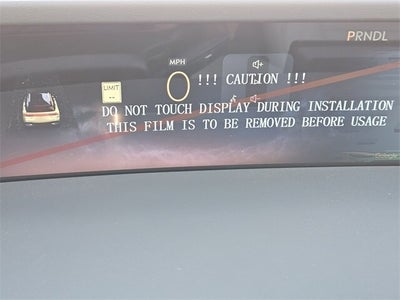 PRNDL
MPH
0 !!! CAUTION !!!
LIMIT
--
DO NOT TOUCH DISPLAY DURING INSTALLATION
THIS FILM IS TO BE REMOVED BEFORE USAGE
Google